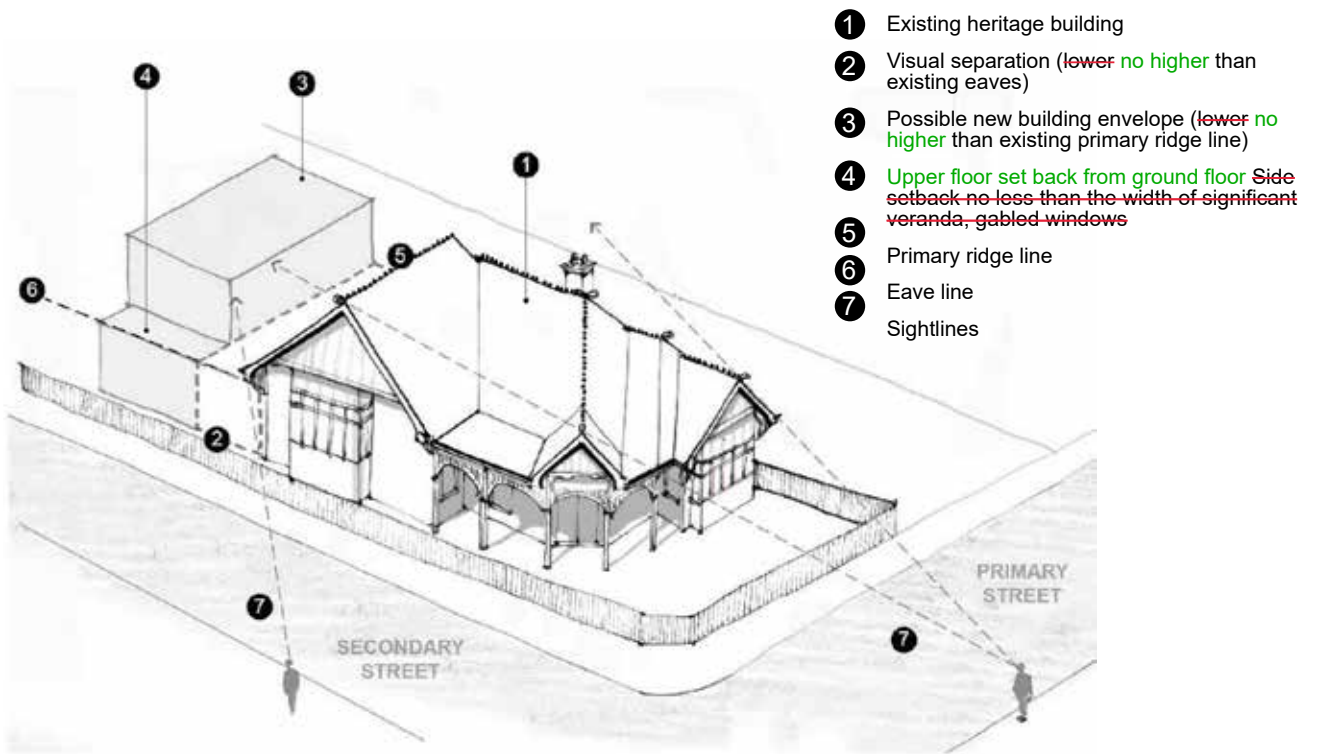 1 Existing heritage building
2 Visual separation (lower no higher than
existing eaves)
3 Possible new building envelope (lower no
higher than existing primary ridge line)
4 Upper floor set back from ground floor Side
setback no less than the width of significant
veranda, gabled windows
5 Primary ridge line
6 Eave line
7 Sightlines
4
3
1
5
6
2
7
7
PRIMARY
STREET
SECONDARY
STREET